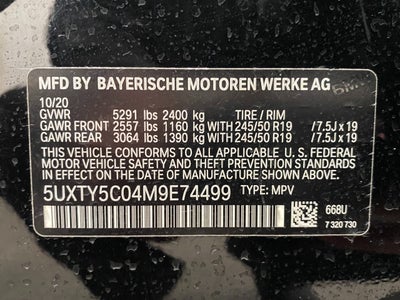 MFD BY BAYERISCHE MOTOREN WERKE AG
10/20
GVWR 5291 lbs 2400 kg TIRE / RIM
GAWR FRONT 2557 lbs 1160 kg WITH 245/50 R19 /7.5J x 19
GAWR REAR 3064 lbs 1390 kg WITH 245/50 R19 /7.5J x 19
THIS VEHICLE CONFORMS TO ALL APPLICABLE FEDERAL
MOTOR VEHICLE SAFETY, BUMPER, AND
THEFT PREVENTION STANDARDS
IN EFFECT ON THE DATE OF MANUFACTURE SHOWN ABOVE.
5UXTY5C04M9E74499 TYPE: MPV
668U
7 320 730